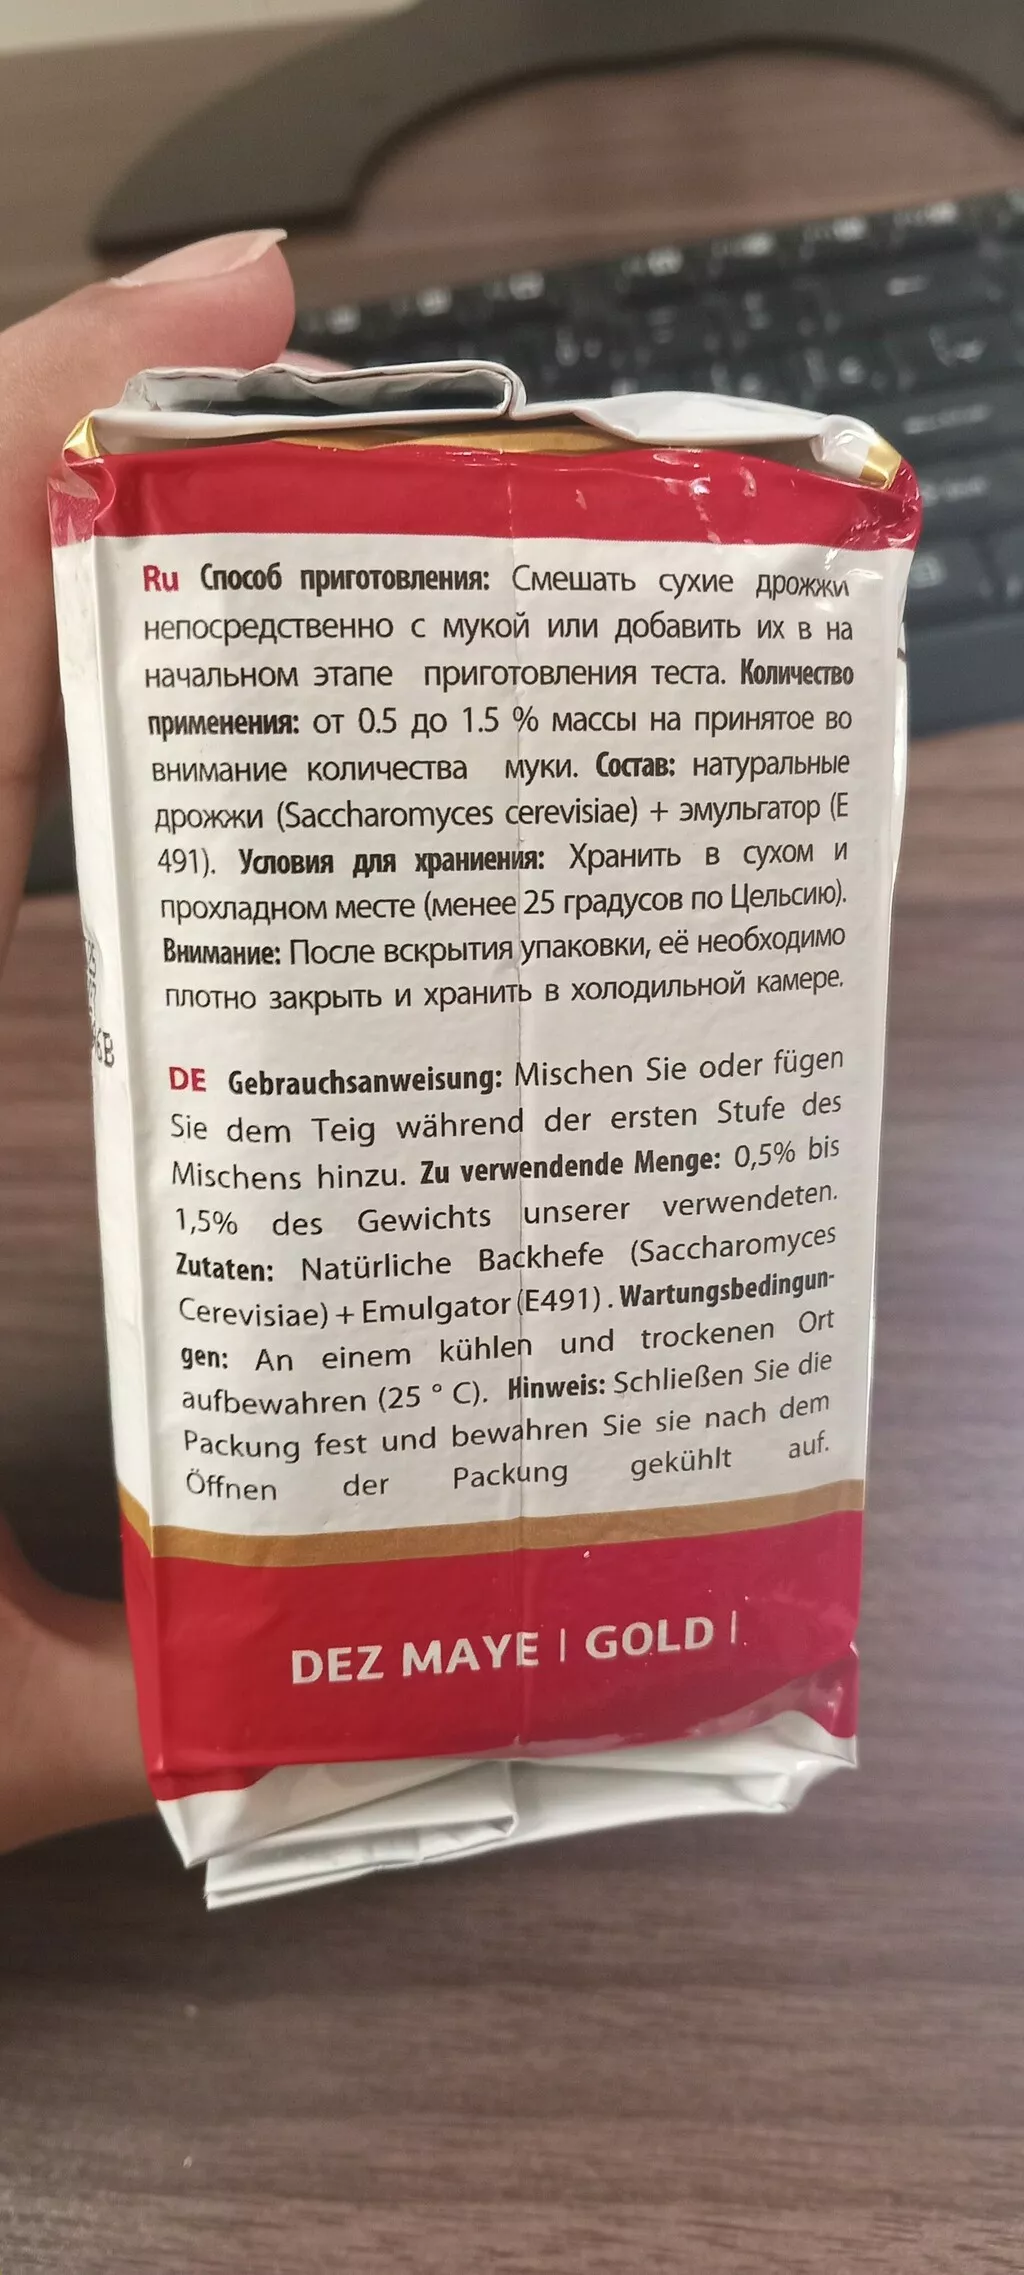 Ru Способ приготовления: Смешать сухие дрожжи
непосредственно с мукой или добавить их в на
начальном этапе приготовления теста. Количество
применения: от 0.5 до 1.5 % массы на принятое во
внимание количества муки. Состав: натуральные
дрожжи (Saccharomyces cerevisiae) + эмульгатор (E
491). Условия для храниения: Хранить в сухом и
прохладном месте (менее 25 градусов по Цельсию).
Внимание: После вскрытия упаковки, её необходимо
плотно закрыть и хранить в холодильной камере.
DE Gebrauchsanweisung: Mischen Sie oder fügen
Sie dem Teig während der ersten Stufe des
Mischens hinzu. Zu verwendende Menge: 0,5% bis
1,5% des Gewichts unserer verwendeten.
Zutaten: Natürliche Backhefe (Saccharomyces
Cerevisiae) + Emulgator (E491) . Wartungsbedingun-
gen: An einem kühlen und trockenen Ort
aufbewahren (25 ° C). Hinweis: Schließen Sie die
Packung fest und bewahren Sie sie nach dem
Öffnen der Packung gekühlt auf.
DEZ MAYE | GOLD |